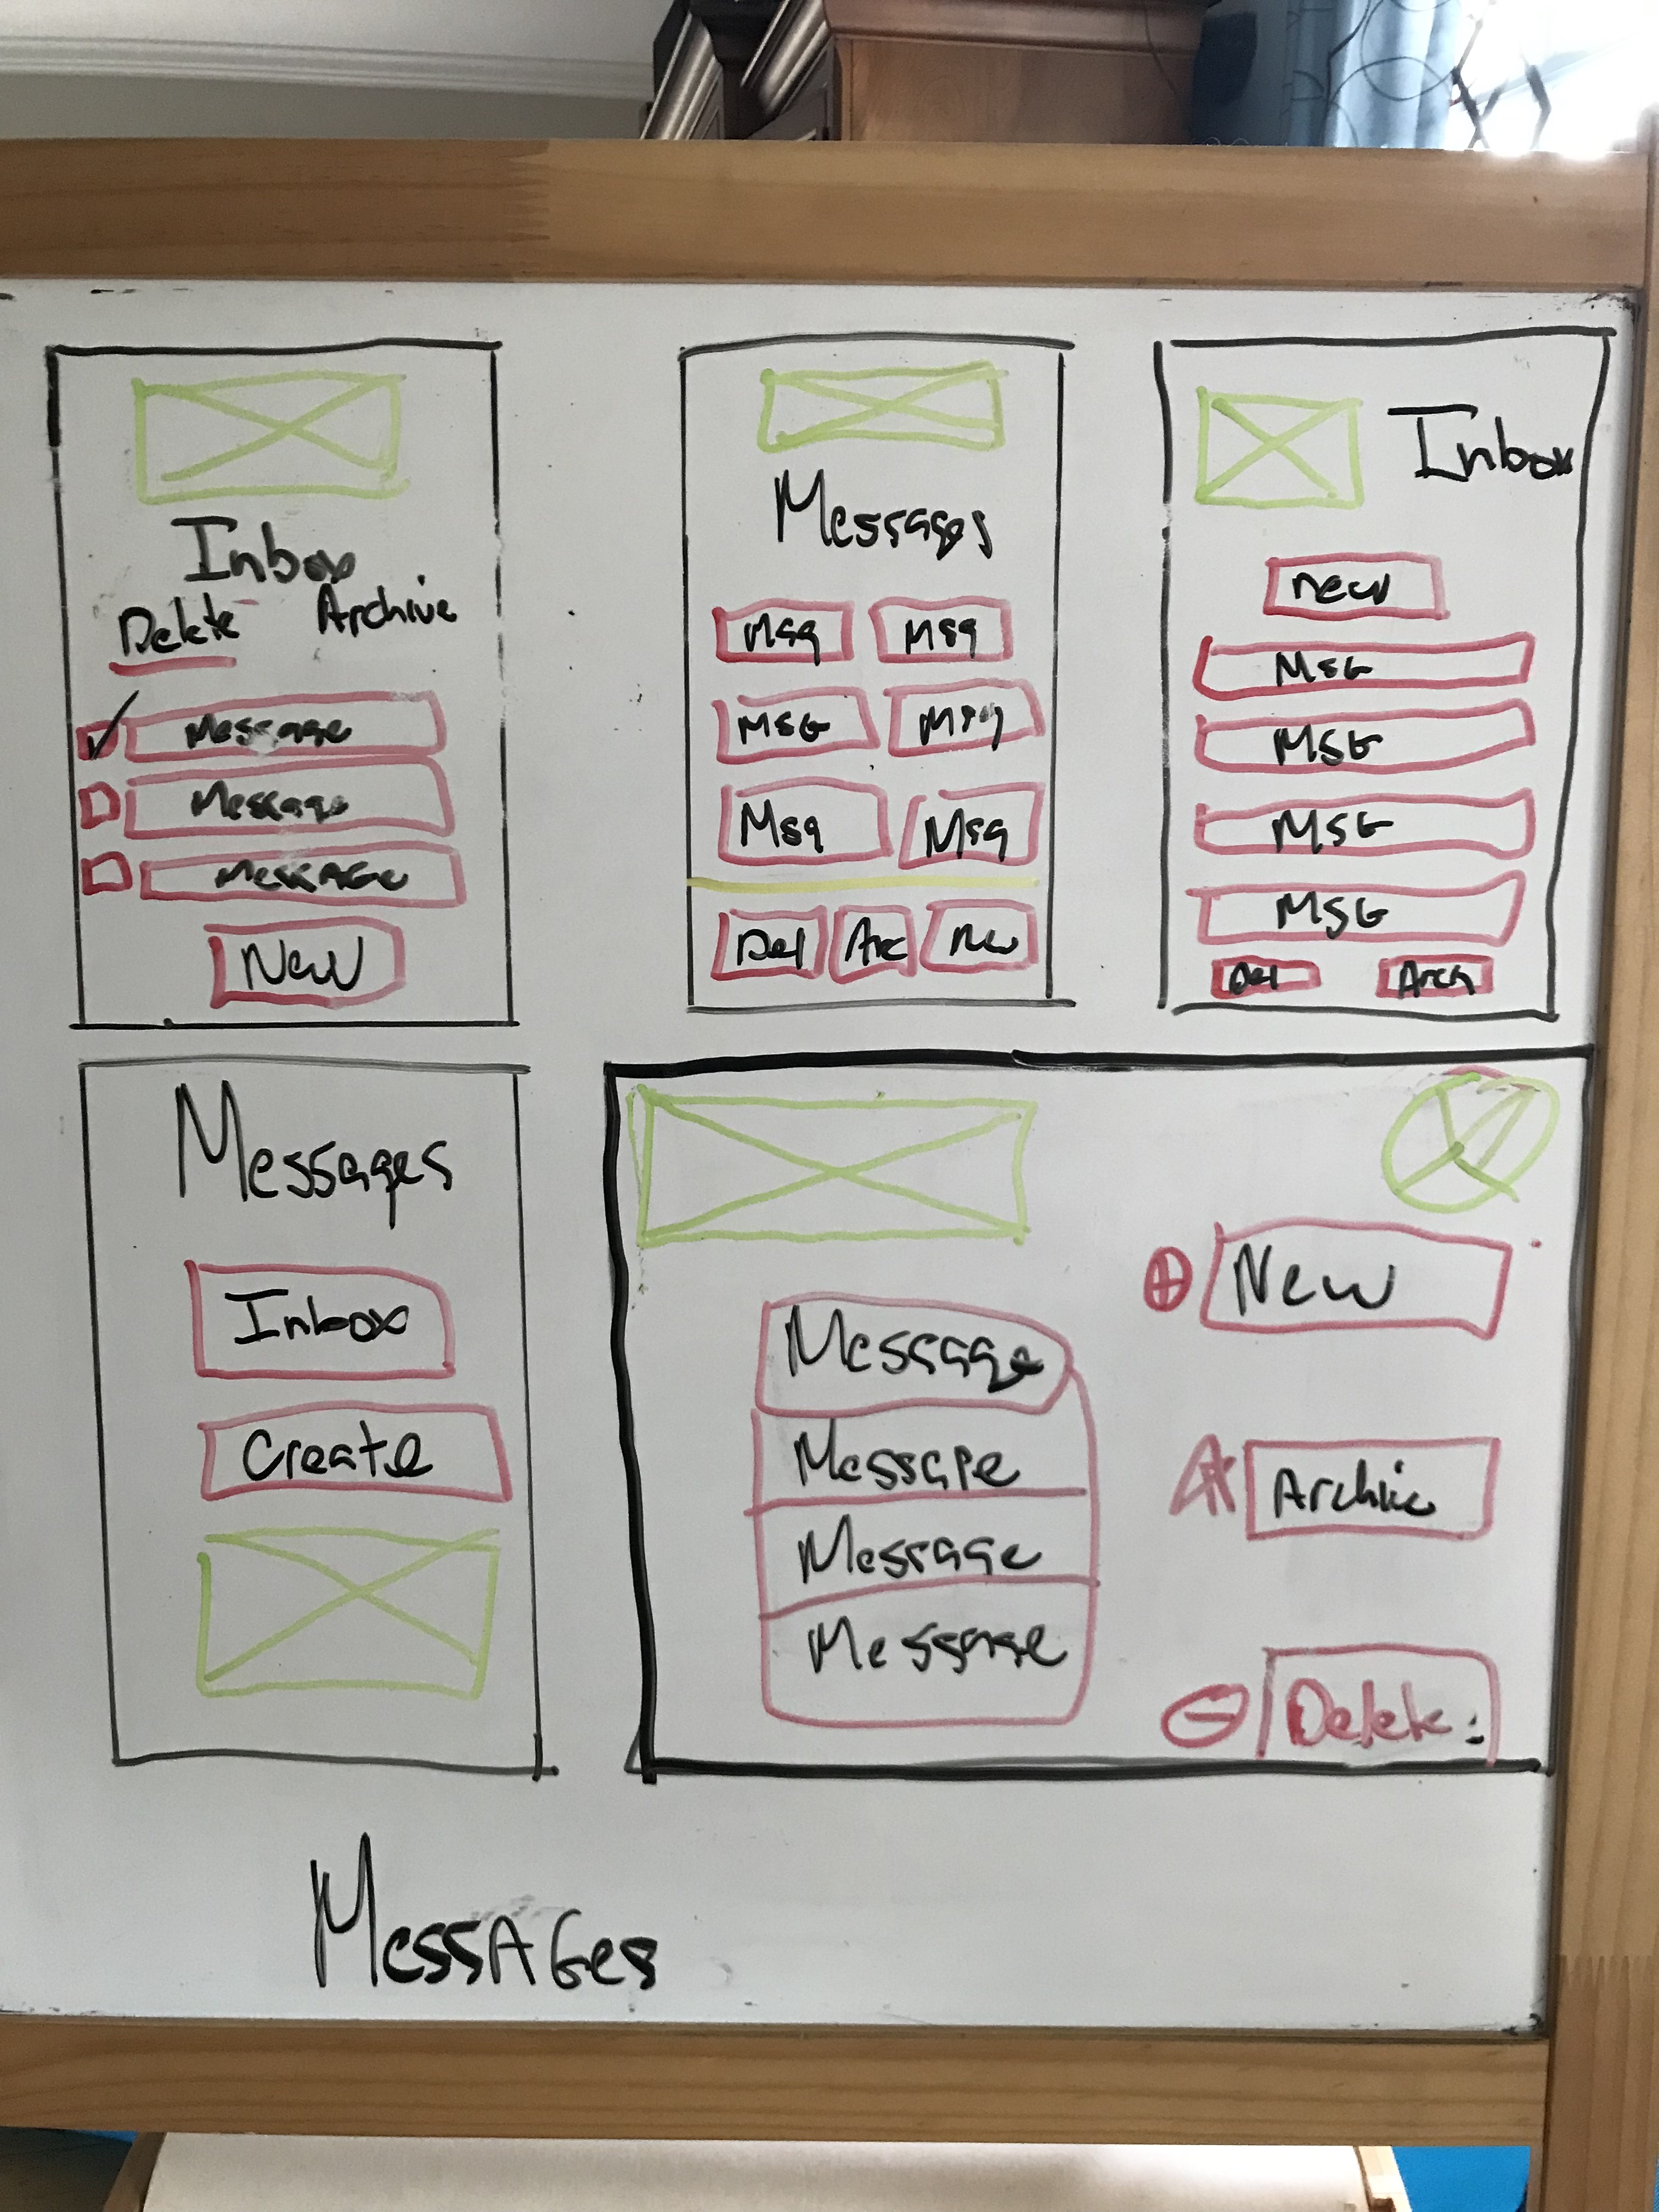 Inbox
Delete Archive
Message
Message
Message
New
Messages
Msg Msg
MSG Msg
Msg Msg
Del Arc New
Inbox
new
MSG
MSG
MSG
MSG
Del Arch
Messages
Inbox
Create
Message
Message
Message
Message
New
Archive
Delete
MessAGes